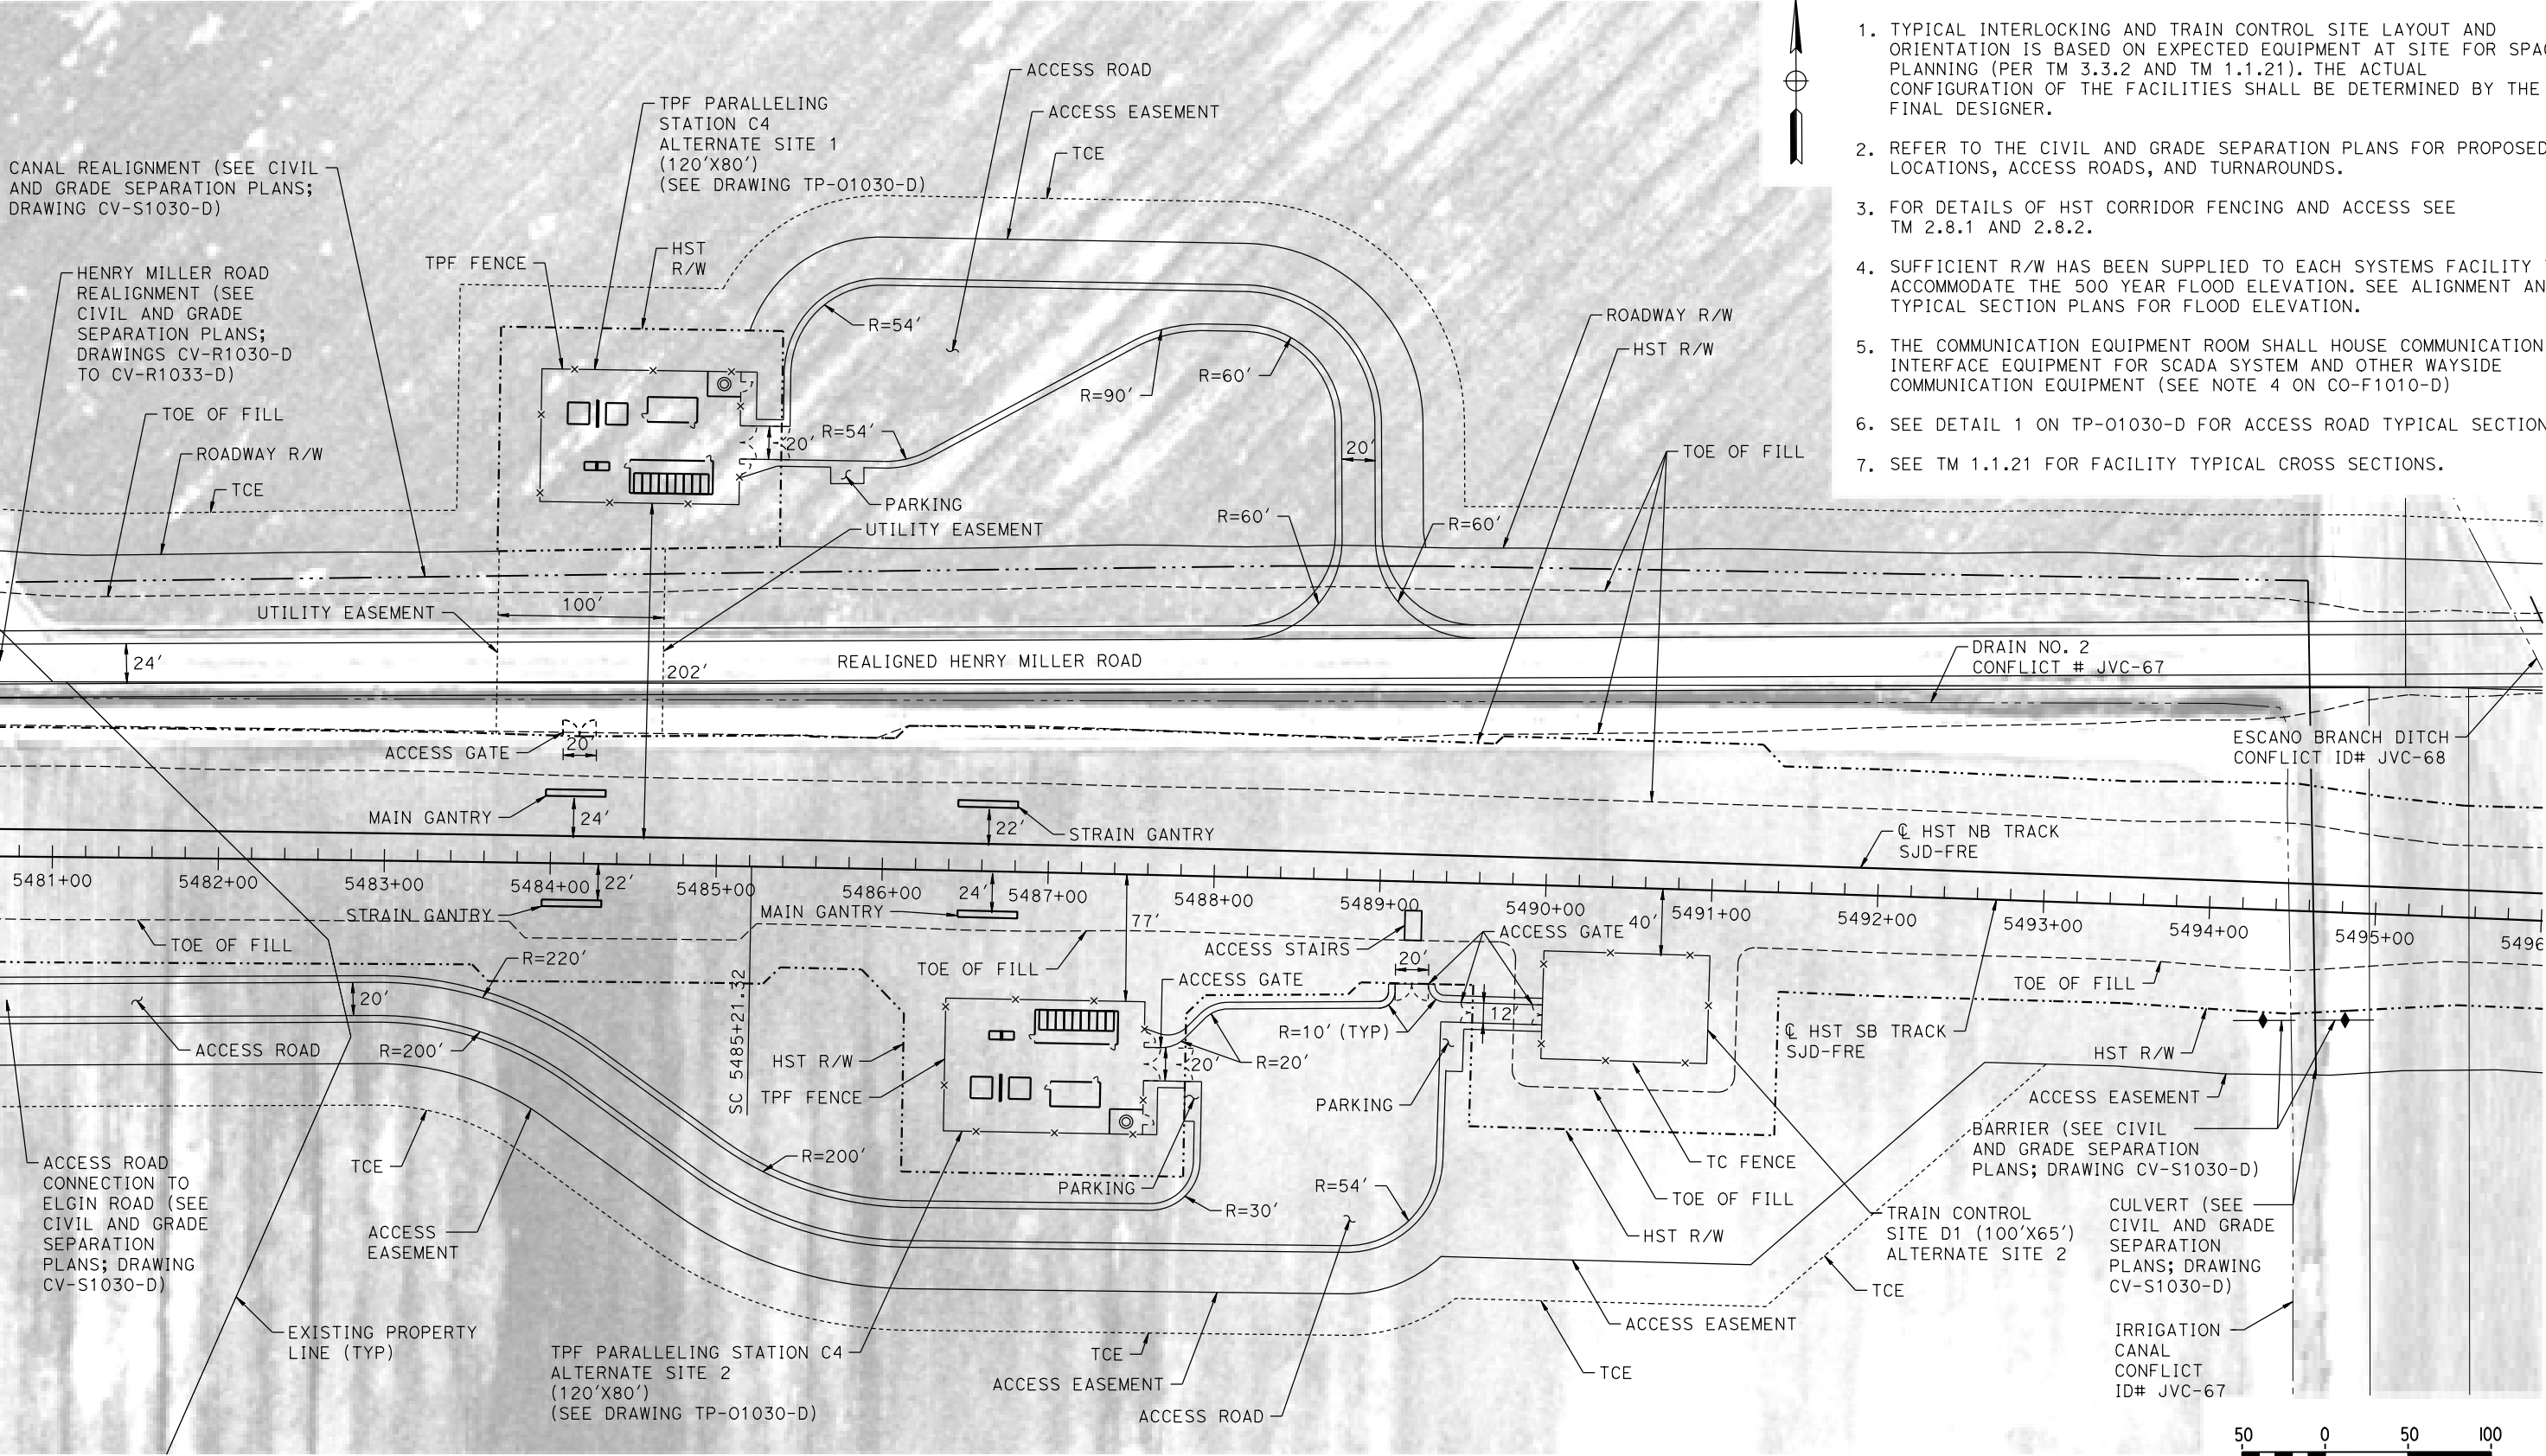 1. TYPICAL INTERLOCKING AND TRAIN CONTROL SITE LAYOUT AND
ORIENTATION IS BASED ON EXPECTED EQUIPMENT AT SITE FOR
PLANNING (PER TM 3.3.2 AND TM 1.1.21). THE ACTUAL
CONFIGURATION OF THE FACILITIES SHALL BE DETERMINED BY THE
FINAL DESIGNER.
2. REFER TO THE CIVIL AND GRADE SEPARATION PLANS FOR PROPOSED
LOCATIONS, ACCESS ROADS, AND TURNAROUNDS.
3. FOR DETAILS OF HST CORRIDOR FENCING AND ACCESS SEE
TM 2.8.1 AND 2.8.2.
4. SUFFICIENT R/W HAS BEEN SUPPLIED TO EACH SYSTEMS FACILITY
ACCOMMODATE THE 500 YEAR FLOOD ELEVATION. SEE ALIGNMENT
TYPICAL SECTION PLANS FOR FLOOD ELEVATION.
5. THE COMMUNICATION EQUIPMENT ROOM SHALL HOUSE COMMUNICATION
INTERFACE EQUIPMENT FOR SCADA SYSTEM AND OTHER WAYSIDE
COMMUNICATION EQUIPMENT (SEE NOTE 4 ON CO-F1010-D)
6. SEE DETAIL 1 ON TP-O1030-D FOR ACCESS ROAD TYPICAL SECTION
7. SEE TM 1.1.21 FOR FACILITY TYPICAL CROSS SECTIONS.
ACCESS ROAD
ACCESS EASEMENT
TCE
TPF PARALLELING
STATION C4
ALTERNATE SITE 1
(120'X80')
(SEE DRAWING TP-O1030-D)
CANAL REALIGNMENT (SEE CIVIL
AND GRADE SEPARATION PLANS;
DRAWING CV-S1030-D)
HST
R/W
TPF FENCE
HENRY MILLER ROAD
REALIGNMENT (SEE
CIVIL AND GRADE
SEPARATION PLANS;
DRAWINGS CV-R1030-D
TO CV-R1033-D)
TOE OF FILL
ROADWAY R/W
TCE
R=54'
R=90'
R=60'
20'
R=54'
20'
PARKING
UTILITY EASEMENT
R=60'
R=60'
ROADWAY R/W
HST R/W
TOE OF FILL
UTILITY EASEMENT
100'
24'
202'
REALIGNED HENRY MILLER ROAD
DRAIN NO. 2
CONFLICT # JVC-67
ESCANO BRANCH DITCH
CONFLICT ID# JVC-68
ACCESS GATE
20'
MAIN GANTRY
24'
22'
STRAIN GANTRY
℄ HST NB TRACK
SJD-FRE
5481+00
5482+00
5483+00
5484+00
22'
5485+00
5486+00
24'
5487+00
5488+00
5489+00
5490+00
5491+00
5492+00
5493+00
5494+00
5495+00
5496
STRAIN GANTRY
MAIN GANTRY
77'
ACCESS STAIRS
ACCESS GATE
40'
TOE OF FILL
R=220'
TOE OF FILL
20'
ACCESS GATE
TOE OF FILL
20'
SC 5485+21.32
ACCESS ROAD
R=200'
HST R/W
TPF FENCE
20'
R=20'
R=10' (TYP)
12'
PARKING
℄ HST SB TRACK
SJD-FRE
HST R/W
ACCESS EASEMENT
BARRIER (SEE CIVIL
AND GRADE SEPARATION
PLANS; DRAWING CV-S1030-D)
ACCESS ROAD
CONNECTION TO
ELGIN ROAD (SEE
CIVIL AND GRADE
SEPARATION
PLANS; DRAWING
CV-S1030-D)
TCE
ACCESS
EASEMENT
R=200'
PARKING
R=30'
R=54'
TC FENCE
TOE OF FILL
HST R/W
TRAIN CONTROL
SITE D1 (100'X65')
ALTERNATE SITE 2
CULVERT (SEE
CIVIL AND GRADE
SEPARATION
PLANS; DRAWING
CV-S1030-D)
TCE
EXISTING PROPERTY
LINE (TYP)
TPF PARALLELING STATION C4
ALTERNATE SITE 2
(120'X80')
(SEE DRAWING TP-O1030-D)
TCE
ACCESS EASEMENT
ACCESS ROAD
ACCESS EASEMENT
TCE
IRRIGATION
CANAL
CONFLICT
ID# JVC-67
50 0 50 100